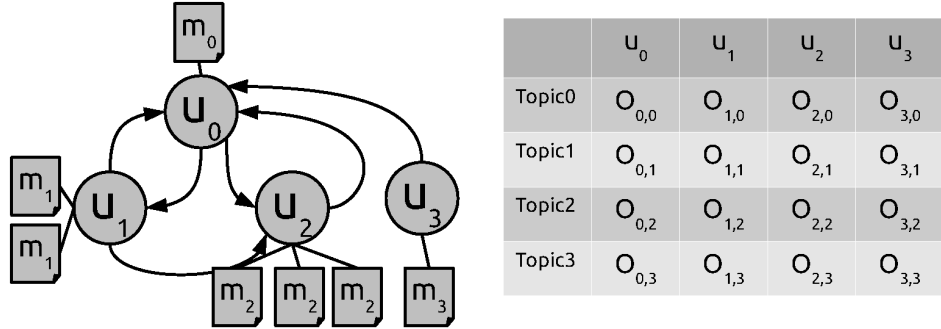 m₀
u₀
m₁
m₁
u₁
u₂
u₃
m₂
m₂
m₂
m₃
u₀ u₁ u₂ u₃
Topic0 O₀,₀ O₁,₀ O₂,₀ O₃,₀
Topic1 O₀,₁ O₁,₁ O₂,₁ O₃,₁
Topic2 O₀,₂ O₁,₂ O₂,₂ O₃,₂
Topic3 O₀,₃ O₁,₃ O₂,₃ O₃,₃